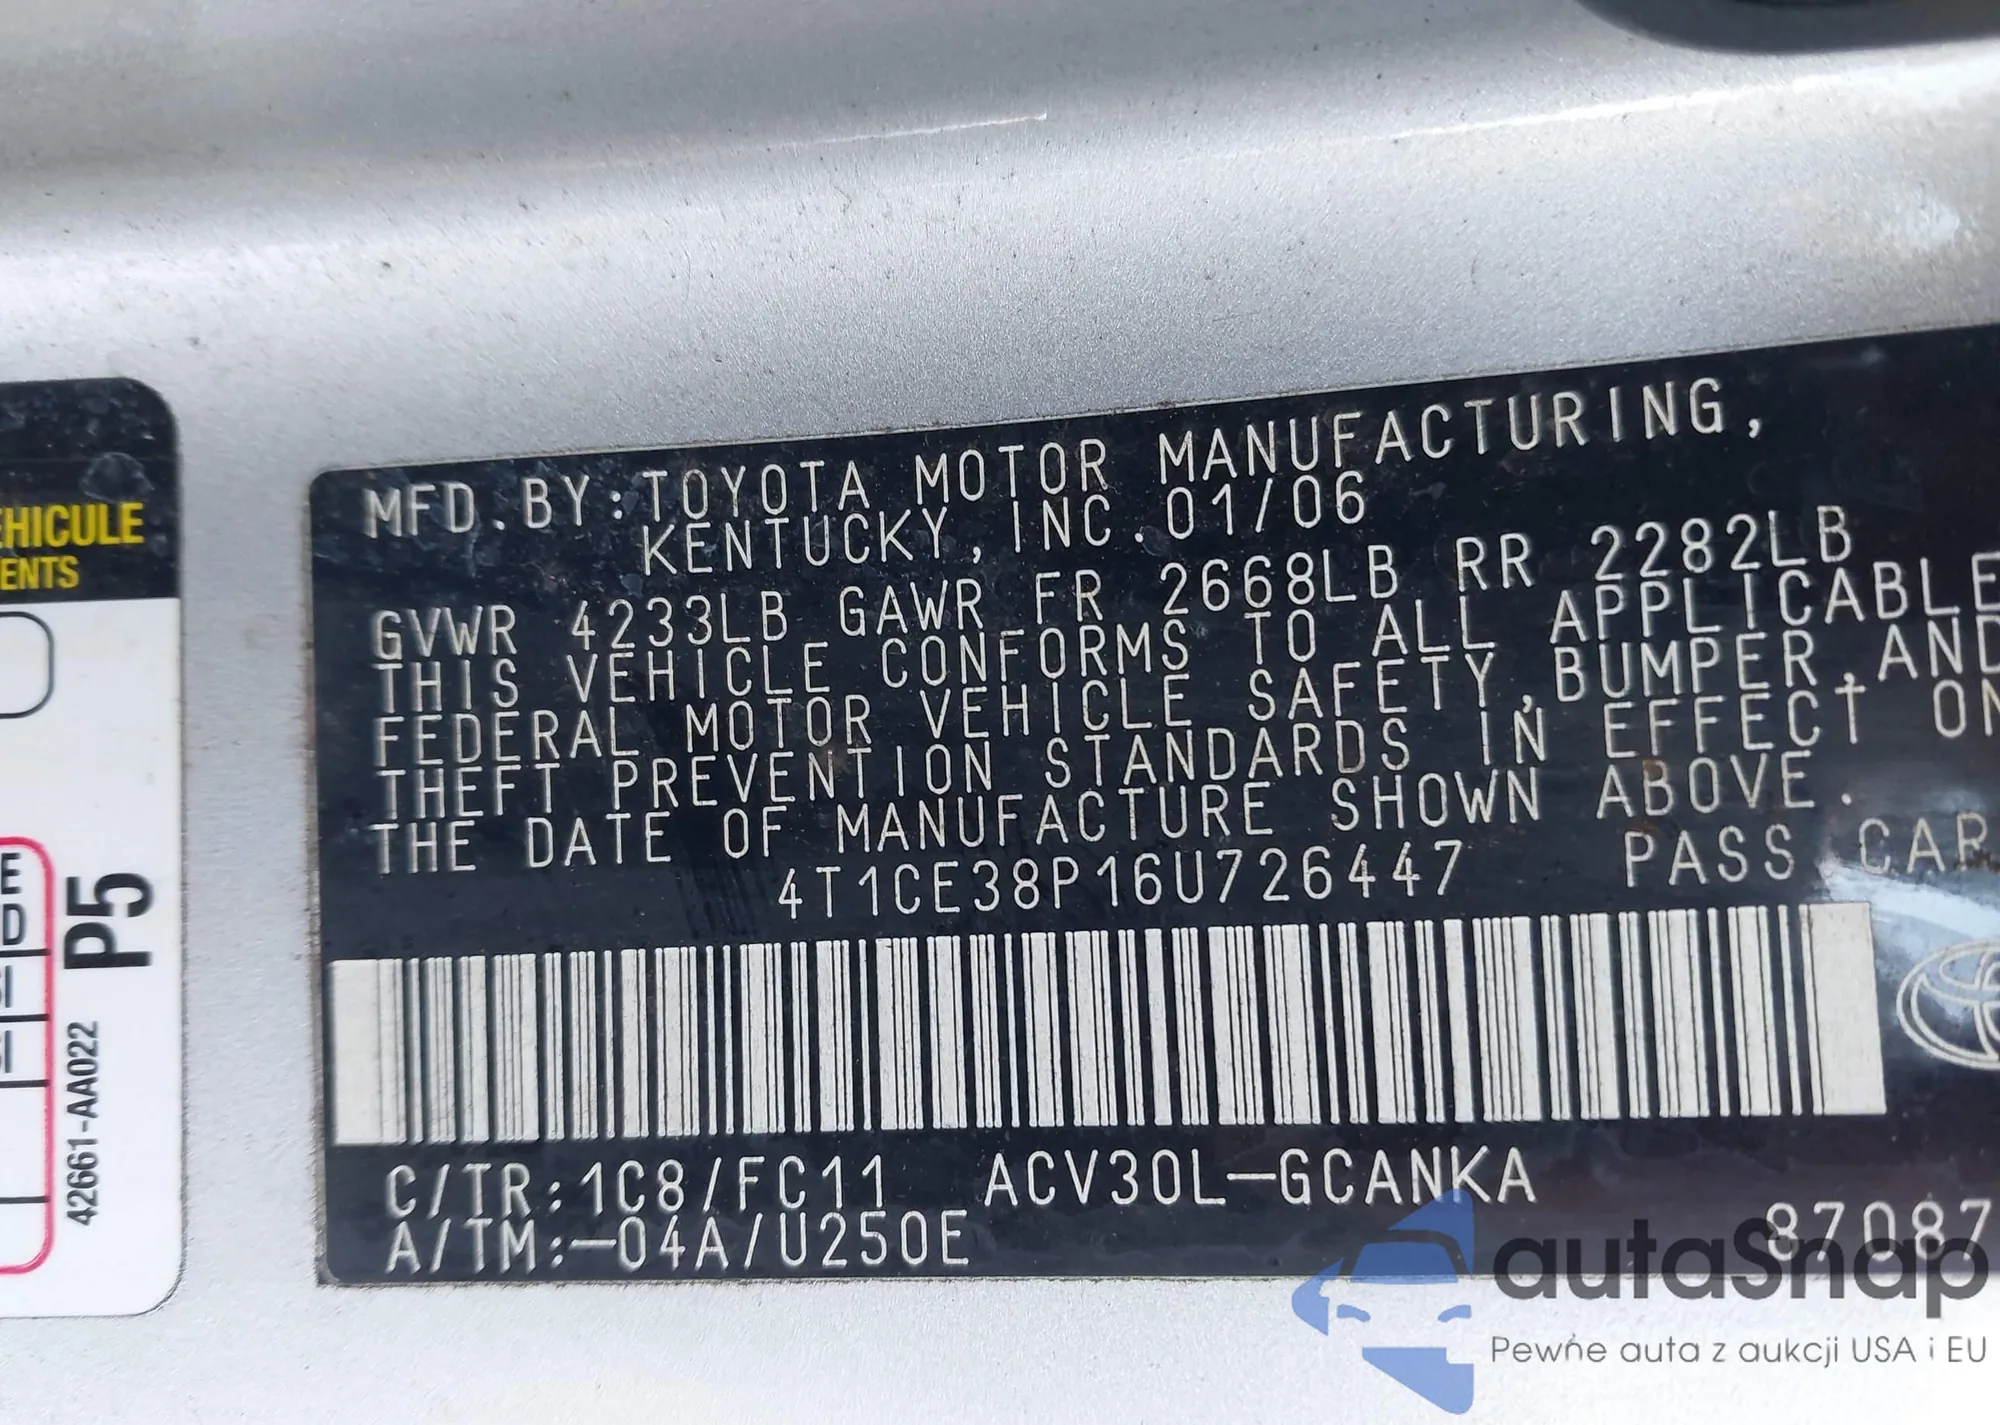 EHICULE
ENTS
E
D
P5
42661-AA022
MFD.BY:TOYOTA MOTOR MANUFACTURING,
KENTUCKY, INC.01/06
GVWR 4233LB GAWR FR 2668LB RR 2282LB
THIS VEHICLE CONFORMS TO ALL APPLICABLE
FEDERAL MOTOR VEHICLE SAFETY, BUMPER,AND
THEFT PREVENTION STANDARDS IN EFFECT ON
THE DATE OF MANUFACTURE SHOWN ABOVE.
4T1CE38P16U726447 PASS CAR
C/TR:1C8/FC11 ACV30L-GCANKA
A/TM:-04A/U250E 87087
autoSnap
Pewne auta z aukcji USA i EU